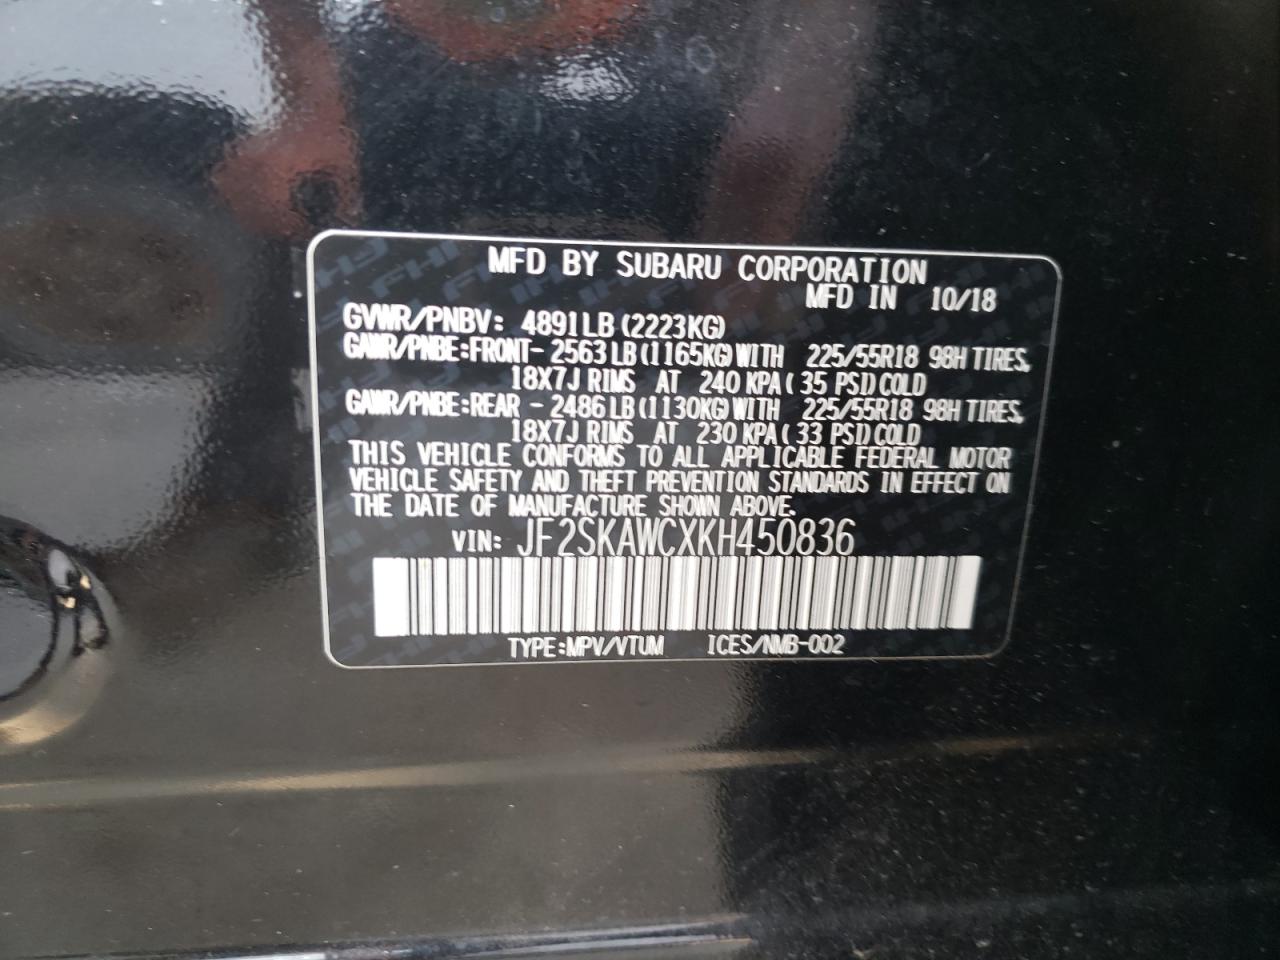 MFD BY SUBARU CORPORATION
MFD IN 10/18
GVWR/PNBV: 4891LB (2223KG)
GAWR/PNBE:FRONT- 2563 LB (1165KG) WITH 225/55R18 98H TIRES,
18X7J RIMS AT 240 KPA ( 35 PSI) COLD
GAWR/PNBE:REAR - 2486 LB (1130KG) WITH 225/55R18 98H TIRES,
18X7J RIMS AT 230 KPA ( 33 PSI) COLD
THIS VEHICLE CONFORMS TO ALL APPLICABLE FEDERAL MOTOR
VEHICLE SAFETY AND THEFT PREVENTION STANDARDS IN EFFECT ON
THE DATE OF MANUFACTURE SHOWN ABOVE.
VIN: JF2SKAWCXKH450836
TYPE:MPV/VTUM ICES/NMB-002